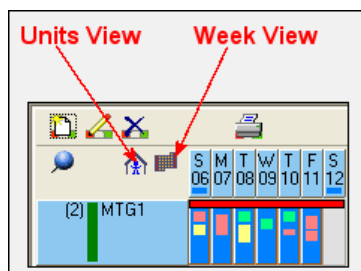 Units View Week View
S M T W T F S
06 07 08 09 10 11 12
(2) MTG1